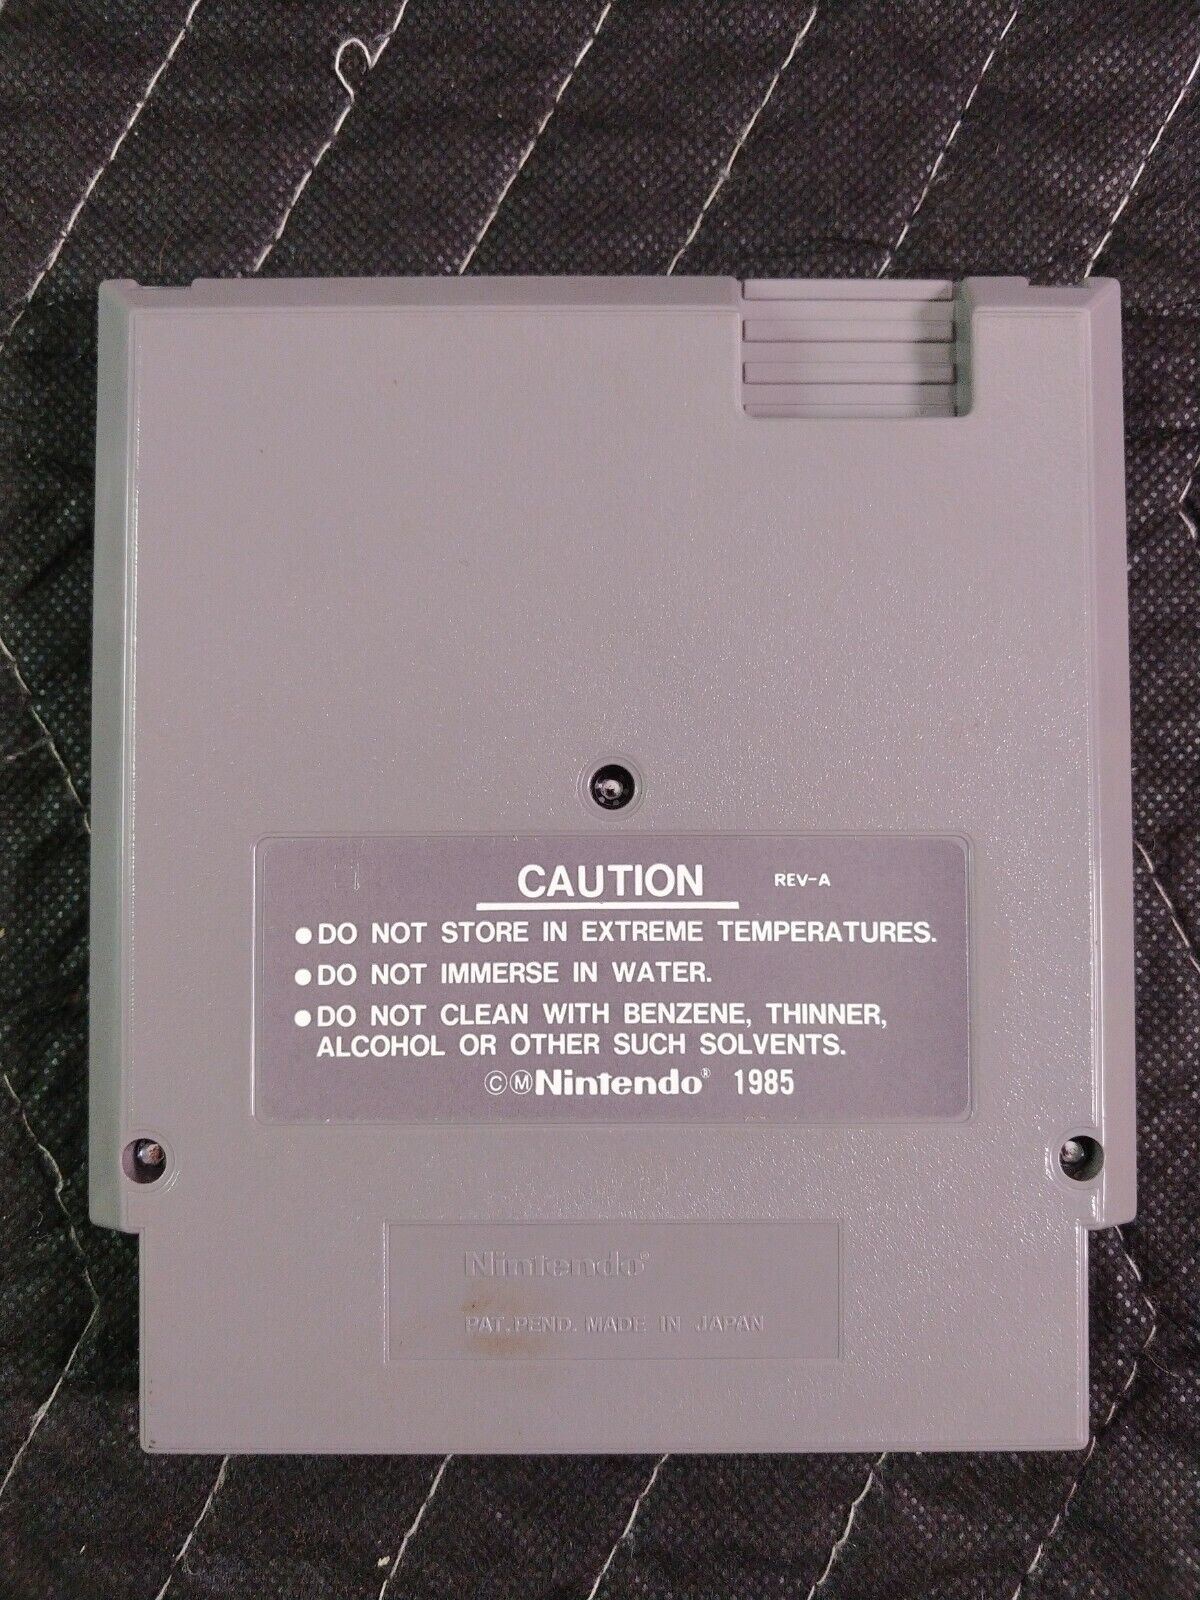 CAUTION REV-A
●DO NOT STORE IN EXTREME TEMPERATURES.
●DO NOT IMMERSE IN WATER.
●DO NOT CLEAN WITH BENZENE, THINNER,
ALCOHOL OR OTHER SUCH SOLVENTS.
©ⓂNintendo® 1985
Nintendo®
PAT. PEND. MADE IN JAPAN